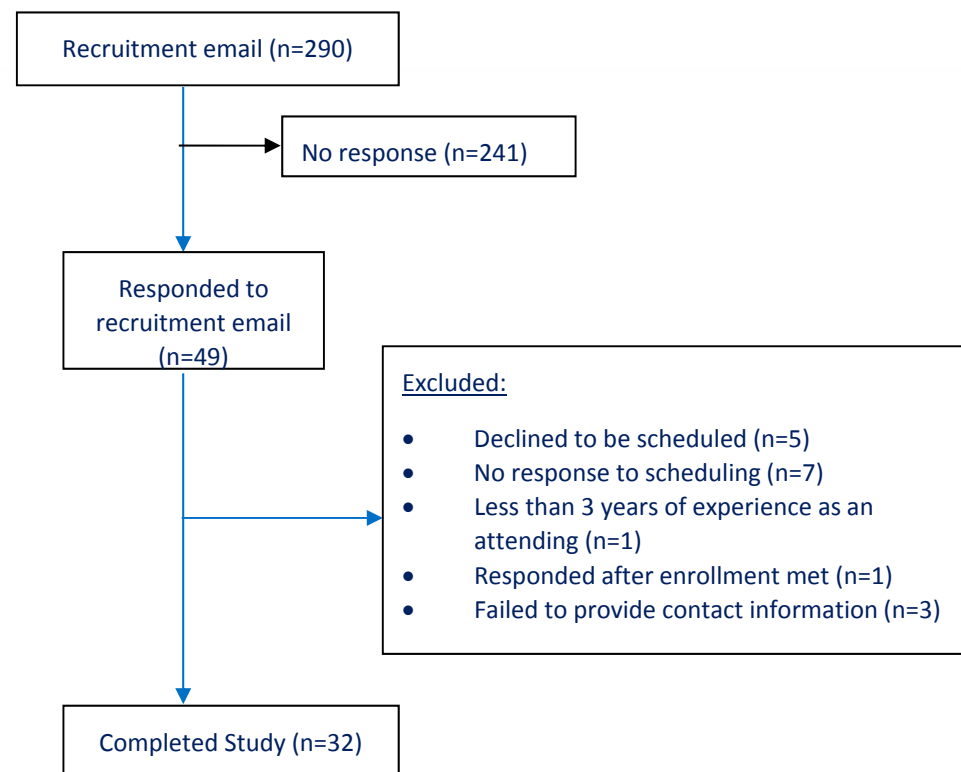 Recruitment email (n=290)
No response (n=241)
Responded to
recruitment email
(n=49)
Excluded:
• Declined to be scheduled (n=5)
• No response to scheduling (n=7)
• Less than 3 years of experience as an
attending (n=1)
• Responded after enrollment met (n=1)
• Failed to provide contact information (n=3)
Completed Study (n=32)